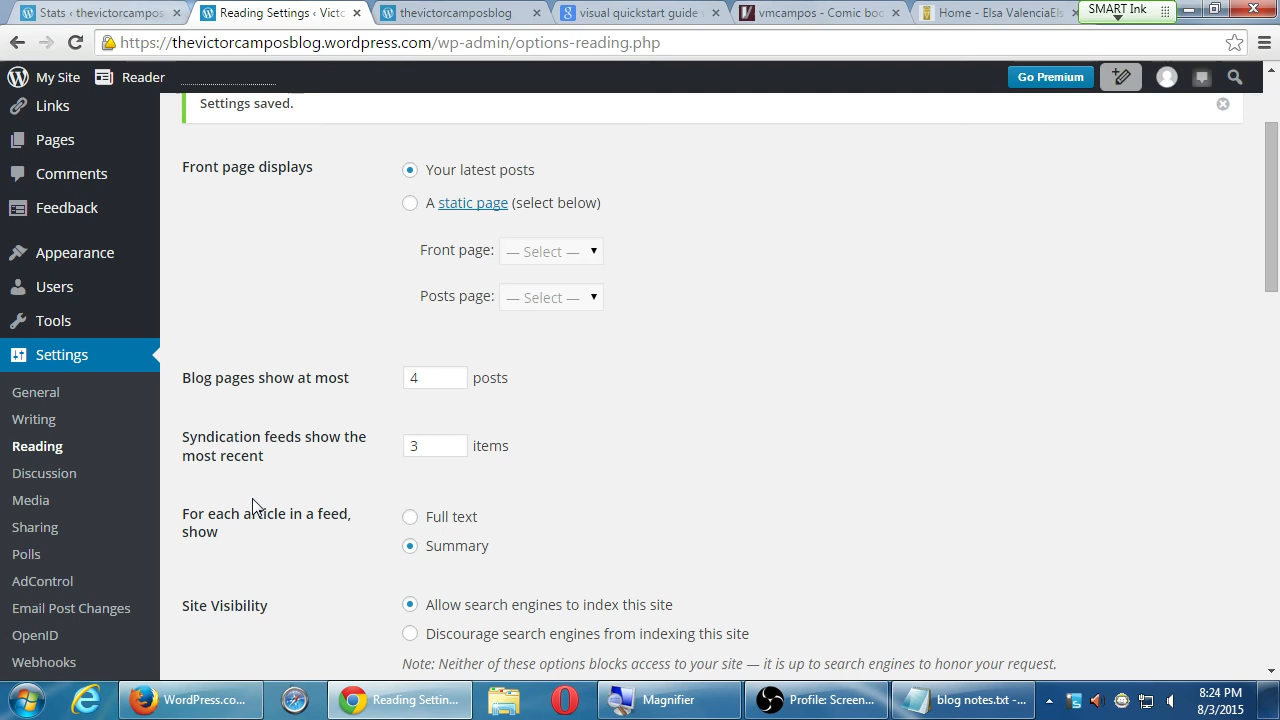 Stats ‹ thevictorcampos
Reading Settings ‹ Victo
thevictorcamposblog
visual quickstart guide
vmcampos - Comic boo
Home - Elsa ValenciaEls
SMART Ink
https://thevictorcamposblog.wordpress.com/wp-admin/options-reading.php
My Site
Reader
Go Premium
Links
Pages
Comments
Feedback
Appearance
Users
Tools
Settings
General
Writing
Reading
Discussion
Media
Sharing
Polls
AdControl
Email Post Changes
OpenID
Webhooks
Settings saved.
Front page displays
Your latest posts
A static page (select below)
Front page: — Select —
Posts page: — Select —
Blog pages show at most 4 posts
Syndication feeds show the
most recent
3 items
For each article in a feed,
show
Full text
Summary
Site Visibility
Allow search engines to index this site
Discourage search engines from indexing this site
Note: Neither of these options blocks access to your site — it is up to search engines to honor your request.
WordPress.co...
Reading Settin...
Magnifier
Profile: Screen...
blog notes.txt -...
8:24 PM
8/3/2015